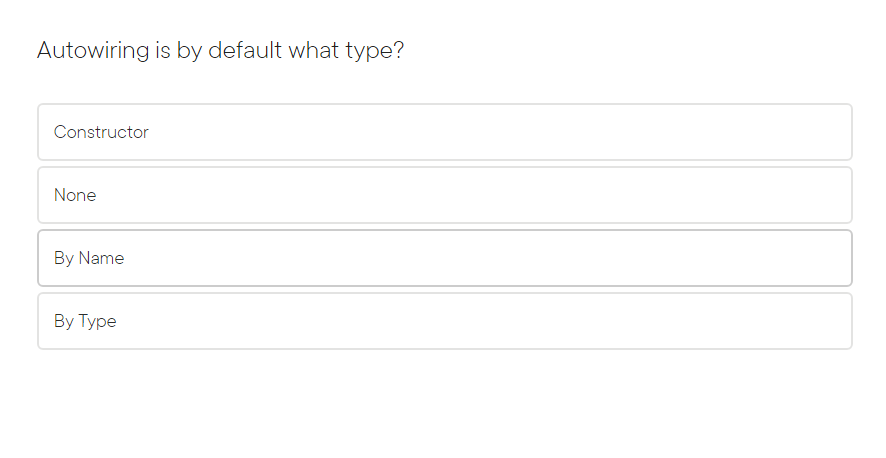 Autowiring is by default what type?
Constructor
None
By Name
By Type